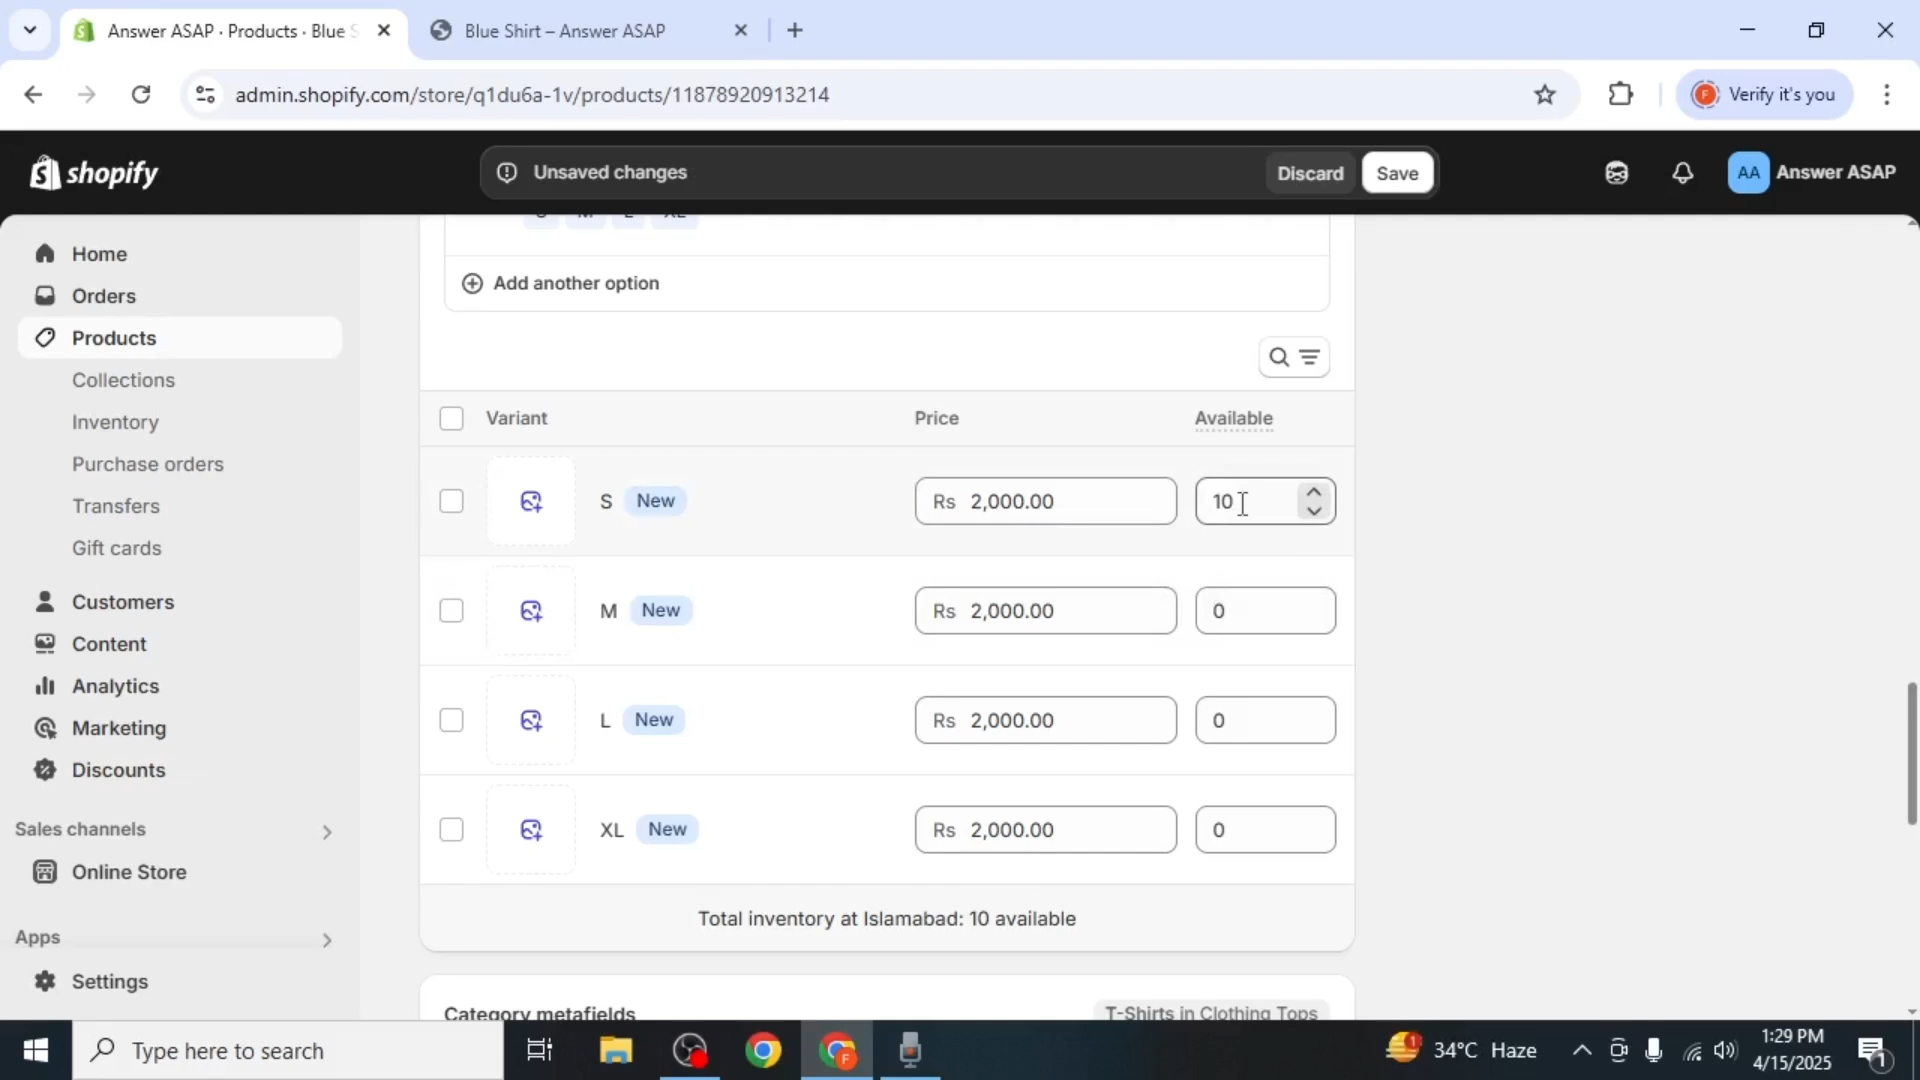 Answer ASAP · Products · Blue S
Blue Shirt – Answer ASAP
admin.shopify.com/store/q1du6a-1v/products/11878920913214
Verify it's you
shopify
Unsaved changes
Discard
Save
AA
Answer ASAP
Home
Orders
Products
Collections
Inventory
Purchase orders
Transfers
Gift cards
Customers
Content
Analytics
Marketing
Discounts
Sales channels
Online Store
Apps
Settings
S M L XL
Add another option
Variant Price Available
S New Rs 2,000.00 10
M New Rs 2,000.00 0
L New Rs 2,000.00 0
XL New Rs 2,000.00 0
Total inventory at Islamabad: 10 available
Category metafields
T-Shirts in Clothing Tops
Type here to search
34°C Haze
1:29 PM
4/15/2025